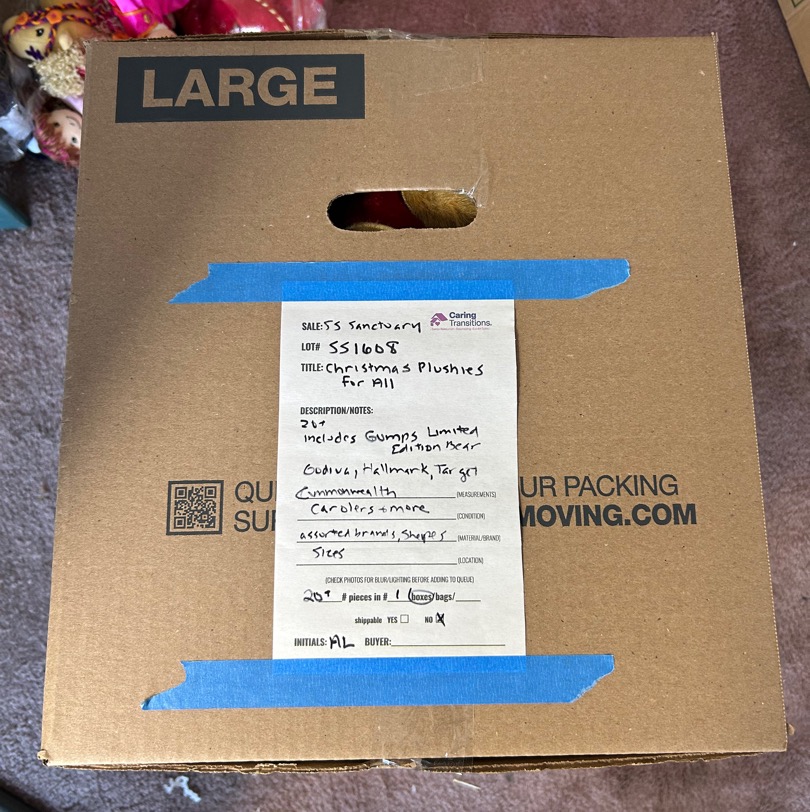 LARGE
SALE: SS Sanctuary
Caring
Transitions.
LOT# SS1608
TITLE: Christmas Plushies
For All
DESCRIPTION/NOTES:
20+
includes Gumps Limited
Edition Bear
Godiva, Hallmark, Target
Commonwealth (MEASUREMENTS)
Carolers + more (CONDITION)
assorted brands, Shapes (MATERIAL/BRAND)
Sizes (LOCATION)
QU UR PACKING
SUP MOVING.COM
(CHECK PHOTOS FOR BLUR/LIGHTING BEFORE ADDING TO QUEUE)
20+ # pieces in # 1 boxes/bags/
shippable YES NO X
INITIALS: AL BUYER: